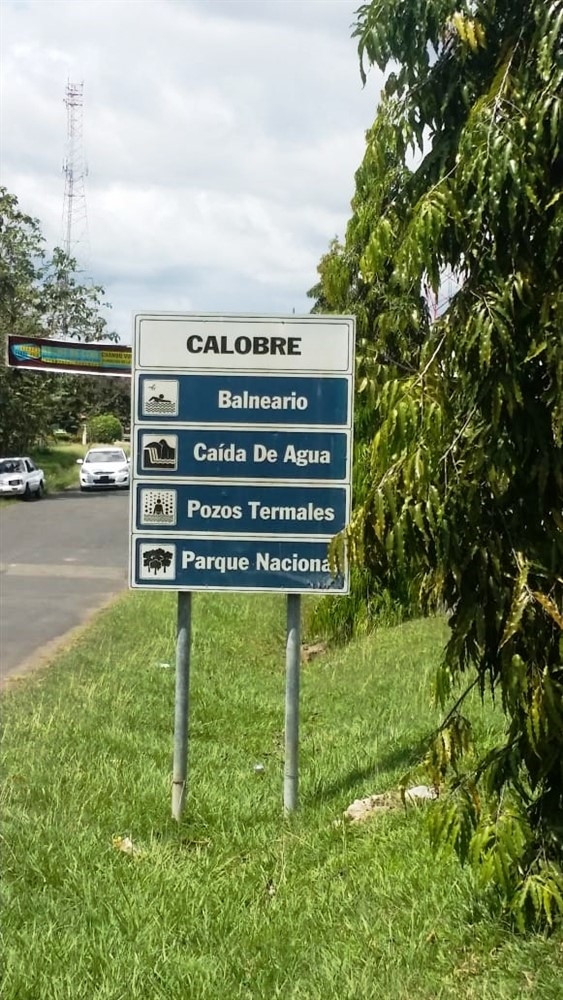 CALOBRE
Balneario
Caída De Agua
Pozos Termales
Parque Naciona